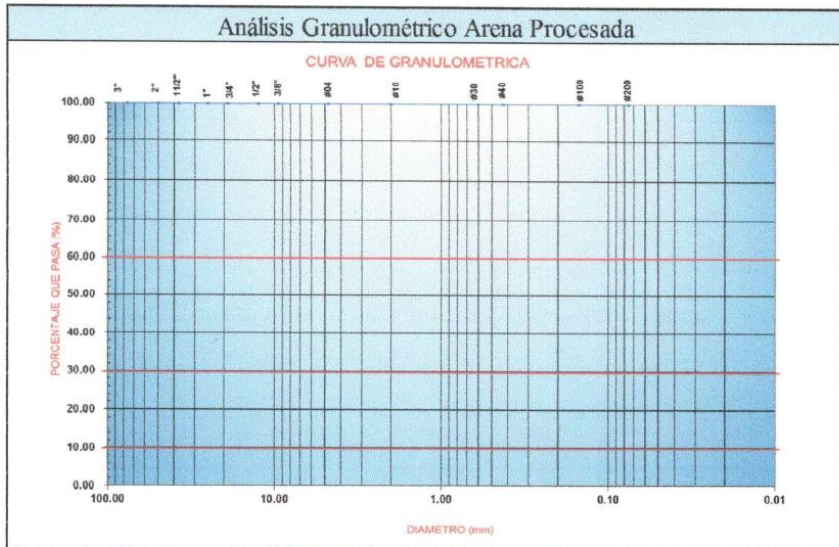 Análisis Granulométrico Arena Procesada
CURVA DE GRANULOMETRICA
3" 2" 1 1/2" 1" 3/4" 1/2" 3/8" #04 #10 #30 #40 #100 #200
100.00
90.00
80.00
70.00
60.00
50.00
40.00
30.00
20.00
10.00
0.00
PORCENTAJE QUE PASA (%)
100.00 10.00 1.00 0.10 0.01
DIAMETRO (mm)